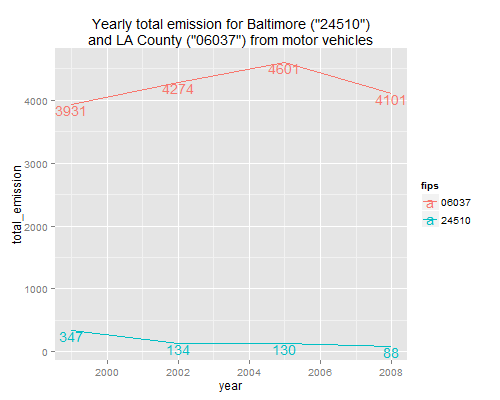 Yearly total emission for Baltimore ("24510")
and LA County ("06037") from motor vehicles
total_emission
4000
3000
2000
1000
0
3931
4274
4601
4101
347
134
130
88
2000
2002
2004
2006
2008
year
fips
a 06037
a 24510